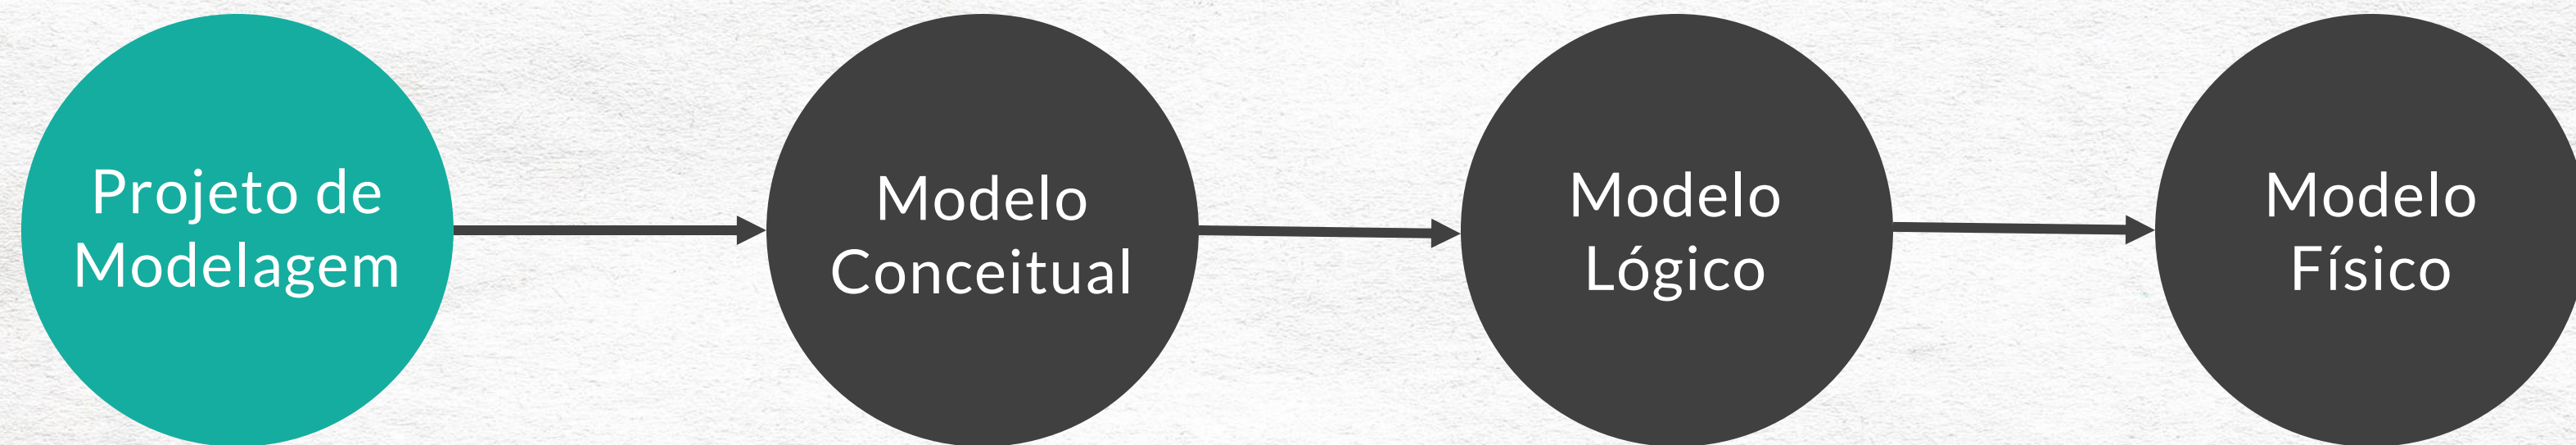 Projeto de
Modelagem
Modelo
Conceitual
Modelo
Lógico
Modelo
Físico